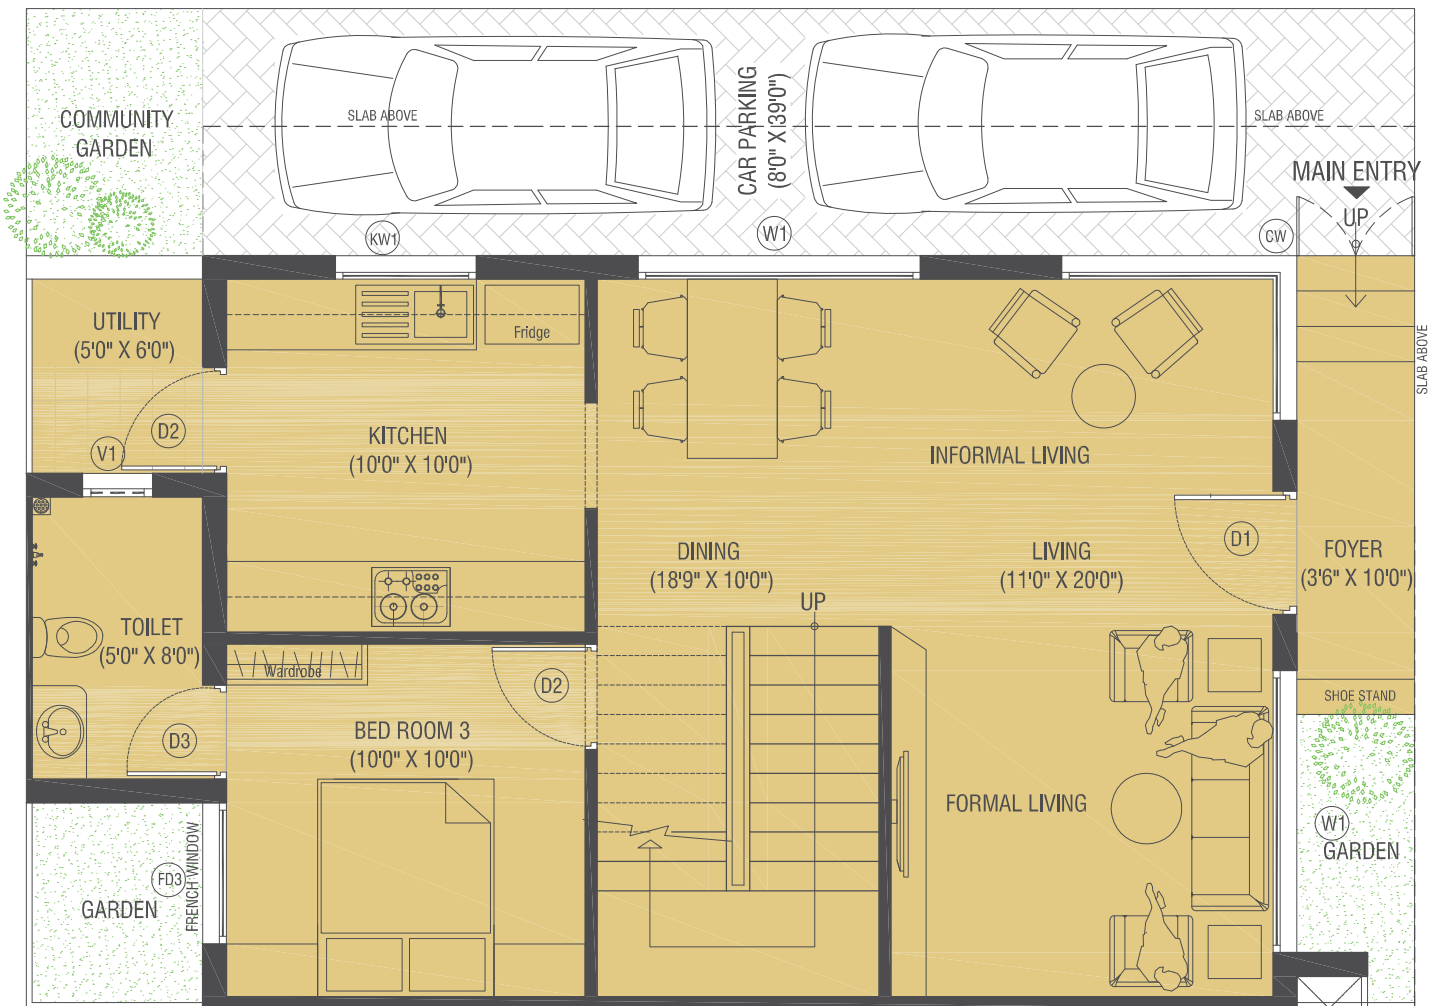 COMMUNITY
GARDEN
SLAB ABOVE
CAR PARKING
(8'0" X 39'0")
SLAB ABOVE
MAIN ENTRY
UP
KW1
W1
CW
UTILITY
(5'0" X 6'0")
Fridge
SLAB ABOVE
D2
V1
KITCHEN
(10'0" X 10'0")
INFORMAL LIVING
DINING
(18'9" X 10'0")
LIVING
(11'0" X 20'0")
D1
FOYER
(3'6" X 10'0")
UP
TOILET
(5'0" X 8'0")
Wardrobe
D2
SHOE STAND
D3
BED ROOM 3
(10'0" X 10'0")
FORMAL LIVING
W1
GARDEN
FD3
FRENCH WINDOW
GARDEN